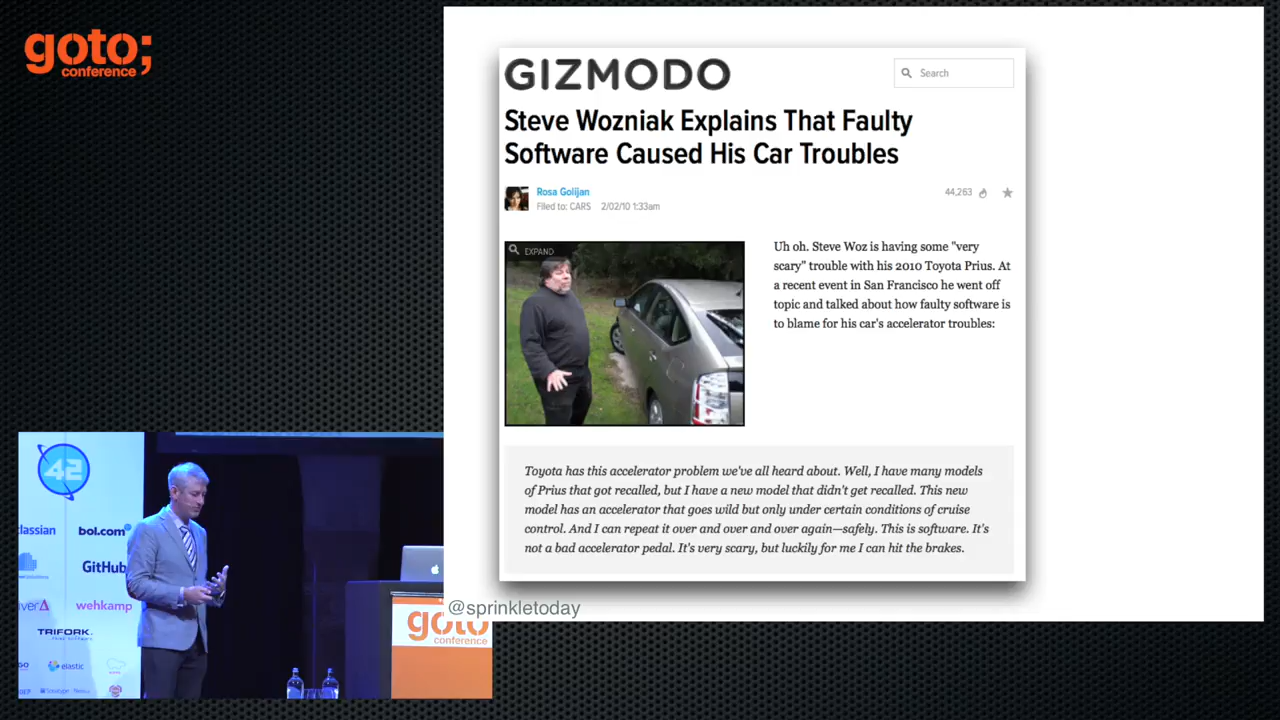 goto;
conference
GIZMODO
Search
Steve Wozniak Explains That Faulty
Software Caused His Car Troubles
Rosa Golijan
Filed to: CARS 2/02/10 1:33am
44,263
EXPAND
Uh oh. Steve Woz is having some "very
scary" trouble with his 2010 Toyota Prius. At
a recent event in San Francisco he went off
topic and talked about how faulty software is
to blame for his car's accelerator troubles:
Toyota has this accelerator problem we've all heard about. Well, I have many models
of Prius that got recalled, but I have a new model that didn't get recalled. This new
model has an accelerator that goes wild but only under certain conditions of cruise
control. And I can repeat it over and over and over again—safely. This is software. It's
not a bad accelerator pedal. It's very scary, but luckily for me I can hit the brakes.
@sprinkletoday
42
classian
bol.com
GitHub
wehkamp
TRIFORK.
elastic
goto;
conference